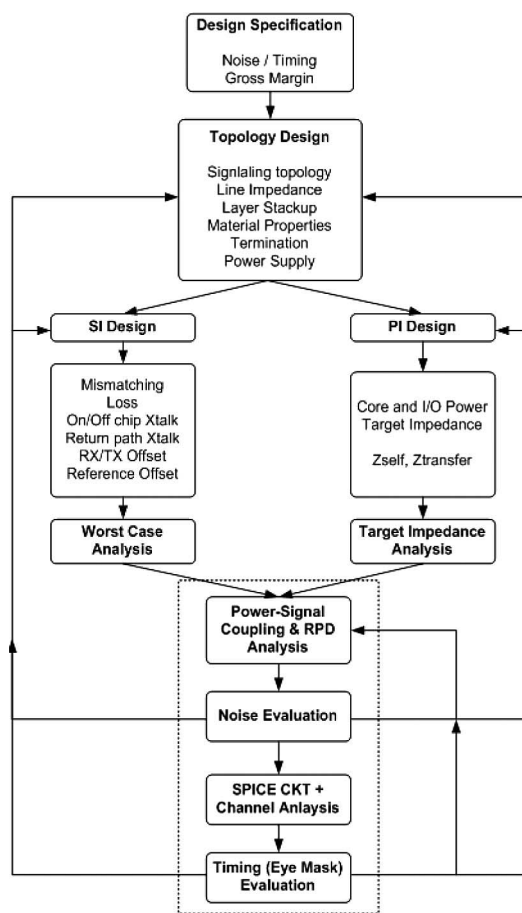 Design Specification
Noise / Timing
Gross Margin
Topology Design
Signlaling topology
Line Impedance
Layer Stackup
Material Properties
Termination
Power Supply
SI Design
Mismatching
Loss
On/Off chip Xtalk
Return path Xtalk
RX/TX Offset
Reference Offset
Worst Case
Analysis
PI Design
Core and I/O Power
Target Impedance
Zself, Ztransfer
Target Impedance
Analysis
Power-Signal
Coupling & RPD
Analysis
Noise Evaluation
SPICE CKT +
Channel Anlaysis
Timing (Eye Mask)
Evaluation